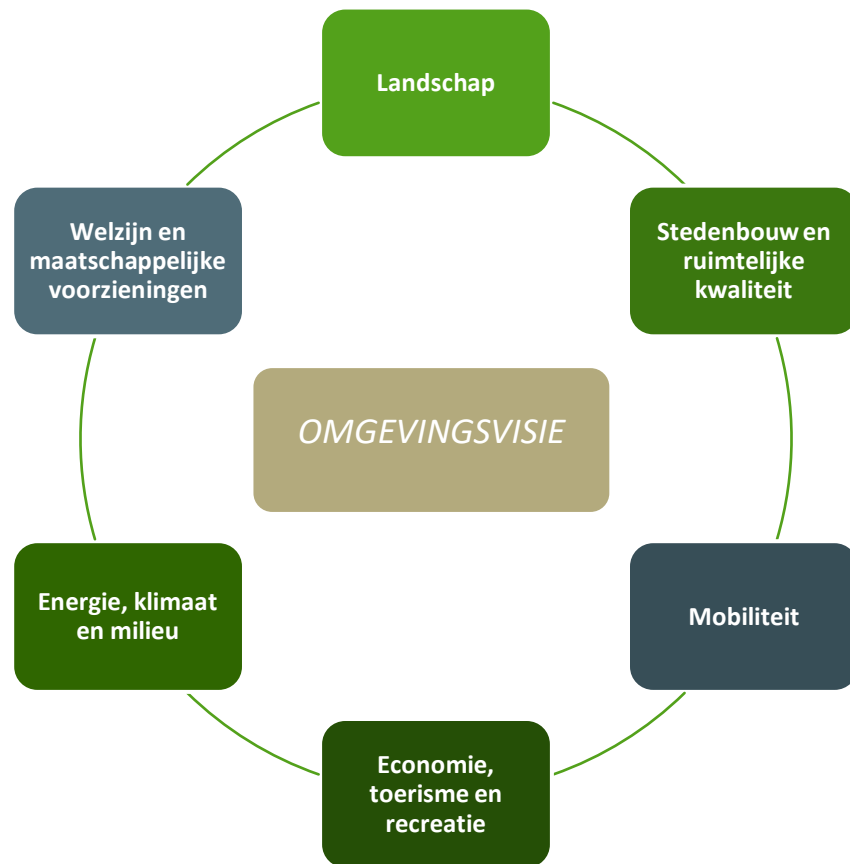 Landschap
Stedenbouw en
ruimtelijke
kwaliteit
Mobiliteit
Economie,
toerisme en
recreatie
Energie, klimaat
en milieu
Welzijn en
maatschappelijke
voorzieningen
OMGEVINGSVISIE